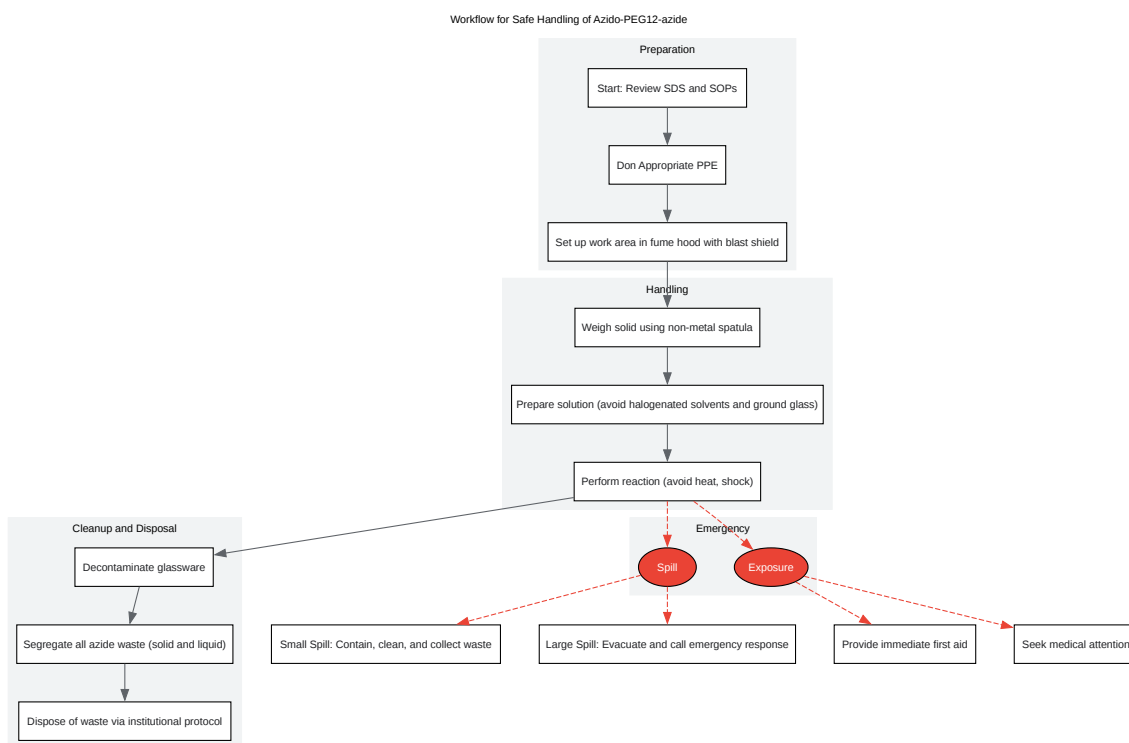 Workflow for Safe Handling of Azido-PEG12-azide
Preparation
Start: Review SDS and SOPs
Don Appropriate PPE
Set up work area in fume hood with blast shield
Handling
Weigh solid using non-metal spatula
Prepare solution (avoid halogenated solvents and ground glass)
Perform reaction (avoid heat, shock)
Cleanup and Disposal
Decontaminate glassware
Segregate all azide waste (solid and liquid)
Dispose of waste via institutional protocol
Emergency
Spill
Exposure
Small Spill: Contain, clean, and collect waste
Large Spill: Evacuate and call emergency response
Provide immediate first aid
Seek medical attention